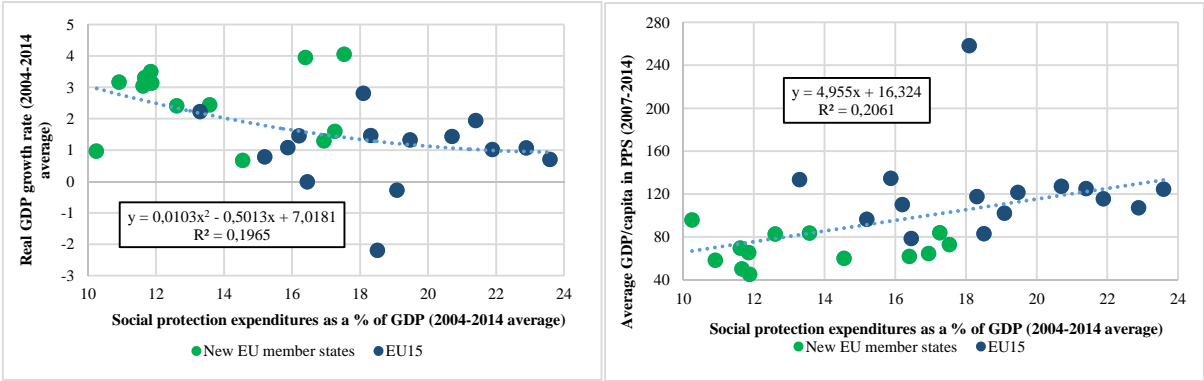 Real GDP growth rate (2004-2014
average)
5
4
3
2
1
0
-1
-2
-3
y = 0,0103x² - 0,5013x + 7,0181
R² = 0,1965
10 12 14 16 18 20 22 24
Social protection expenditures as a % of GDP (2004-2014 average)
New EU member states EU15
Average GDP/capita in PPS (2007-2014)
280
240
200
160
120
80
40
y = 4,955x + 16,324
R² = 0,2061
10 12 14 16 18 20 22 24
Social protection expenditures as a % of GDP (2004-2014 average)
New EU member states EU15